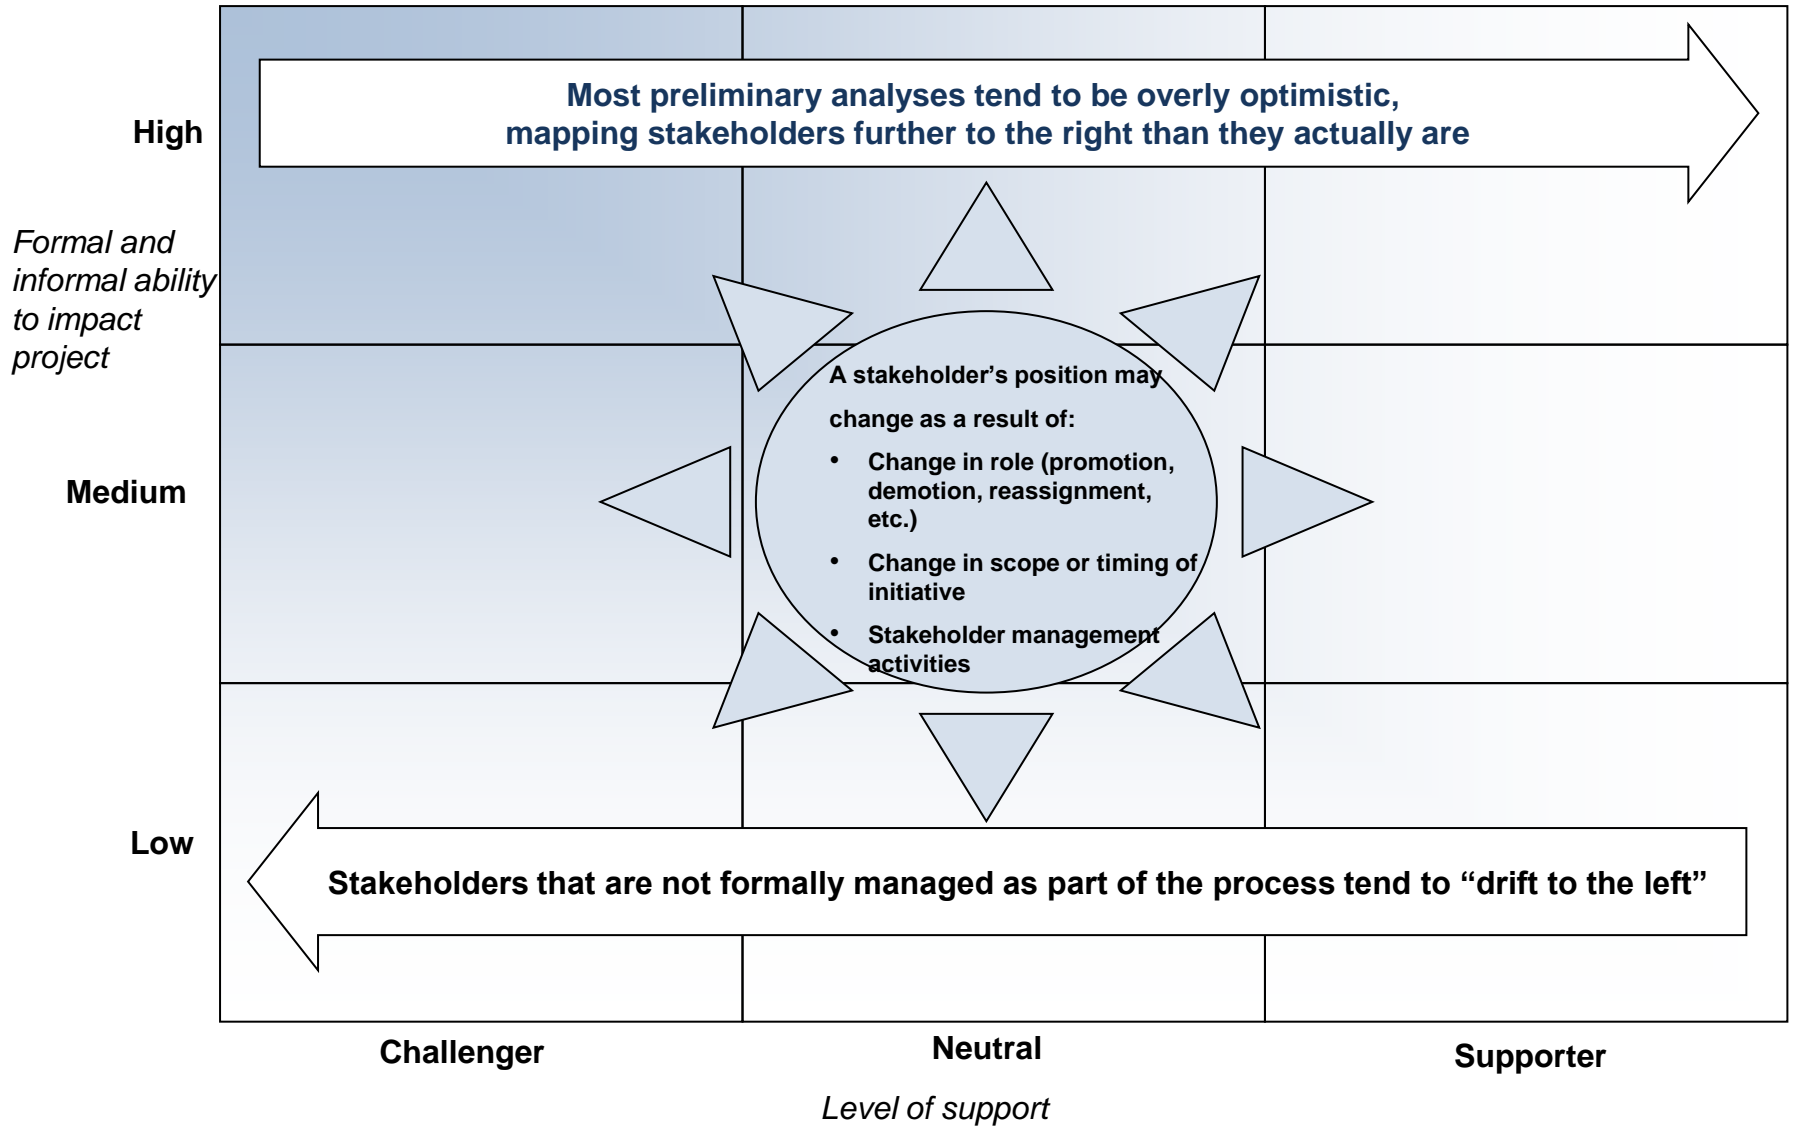 Most preliminary analyses tend to be overly optimistic,
mapping stakeholders further to the right than they actually are
High
Formal and
informal ability
to impact
project
A stakeholder’s position may
change as a result of:
• Change in role (promotion,
demotion, reassignment,
etc.)
• Change in scope or timing of
initiative
• Stakeholder management
activities
Medium
Low
Stakeholders that are not formally managed as part of the process tend to “drift to the left”
Challenger
Neutral
Supporter
Level of support